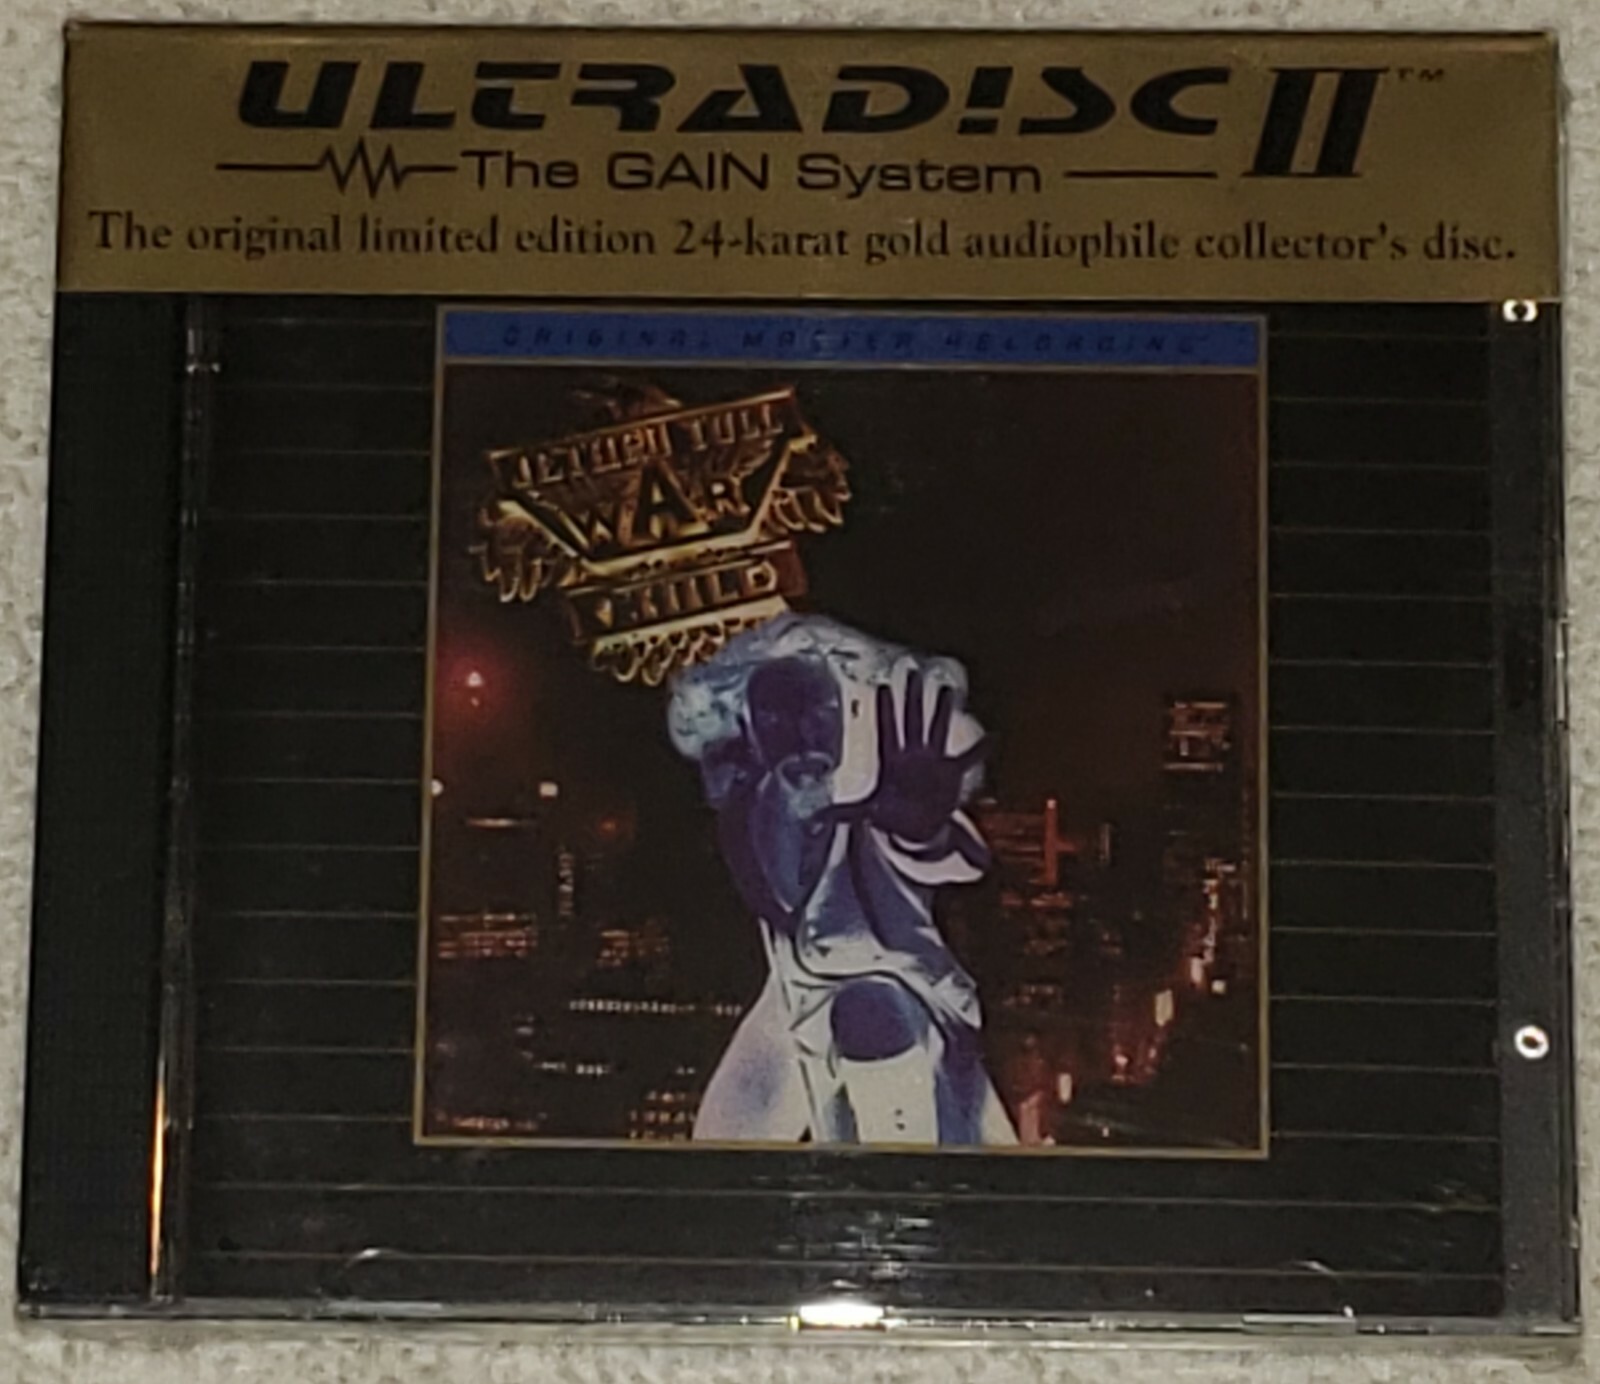 ULTRADISC II™
The GAIN System
The original limited edition 24-karat gold audiophile collector's disc.
ORIGINAL MASTER RECORDING
JETHRO TULL
WAR
CHILD